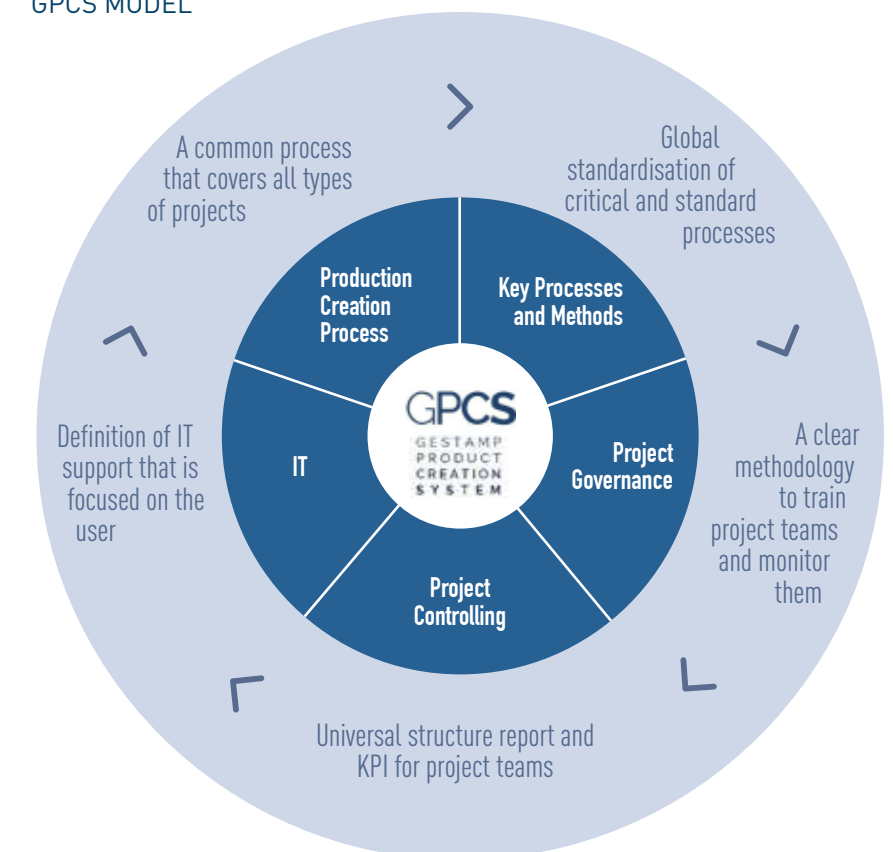 GPCS MODEL
A common process
that covers all types
of projects
Global
standardisation of
critical and standard
processes
Production
Creation
Process
Key Processes
and Methods
GPCS
GESTAMP
PRODUCT
CREATION
SYSTEM
Definition of IT
support that is
focused on the
user
IT
Project
Governance
A clear
methodology
to train
project teams
and monitor
them
Project
Controlling
Universal structure report and
KPI for project teams